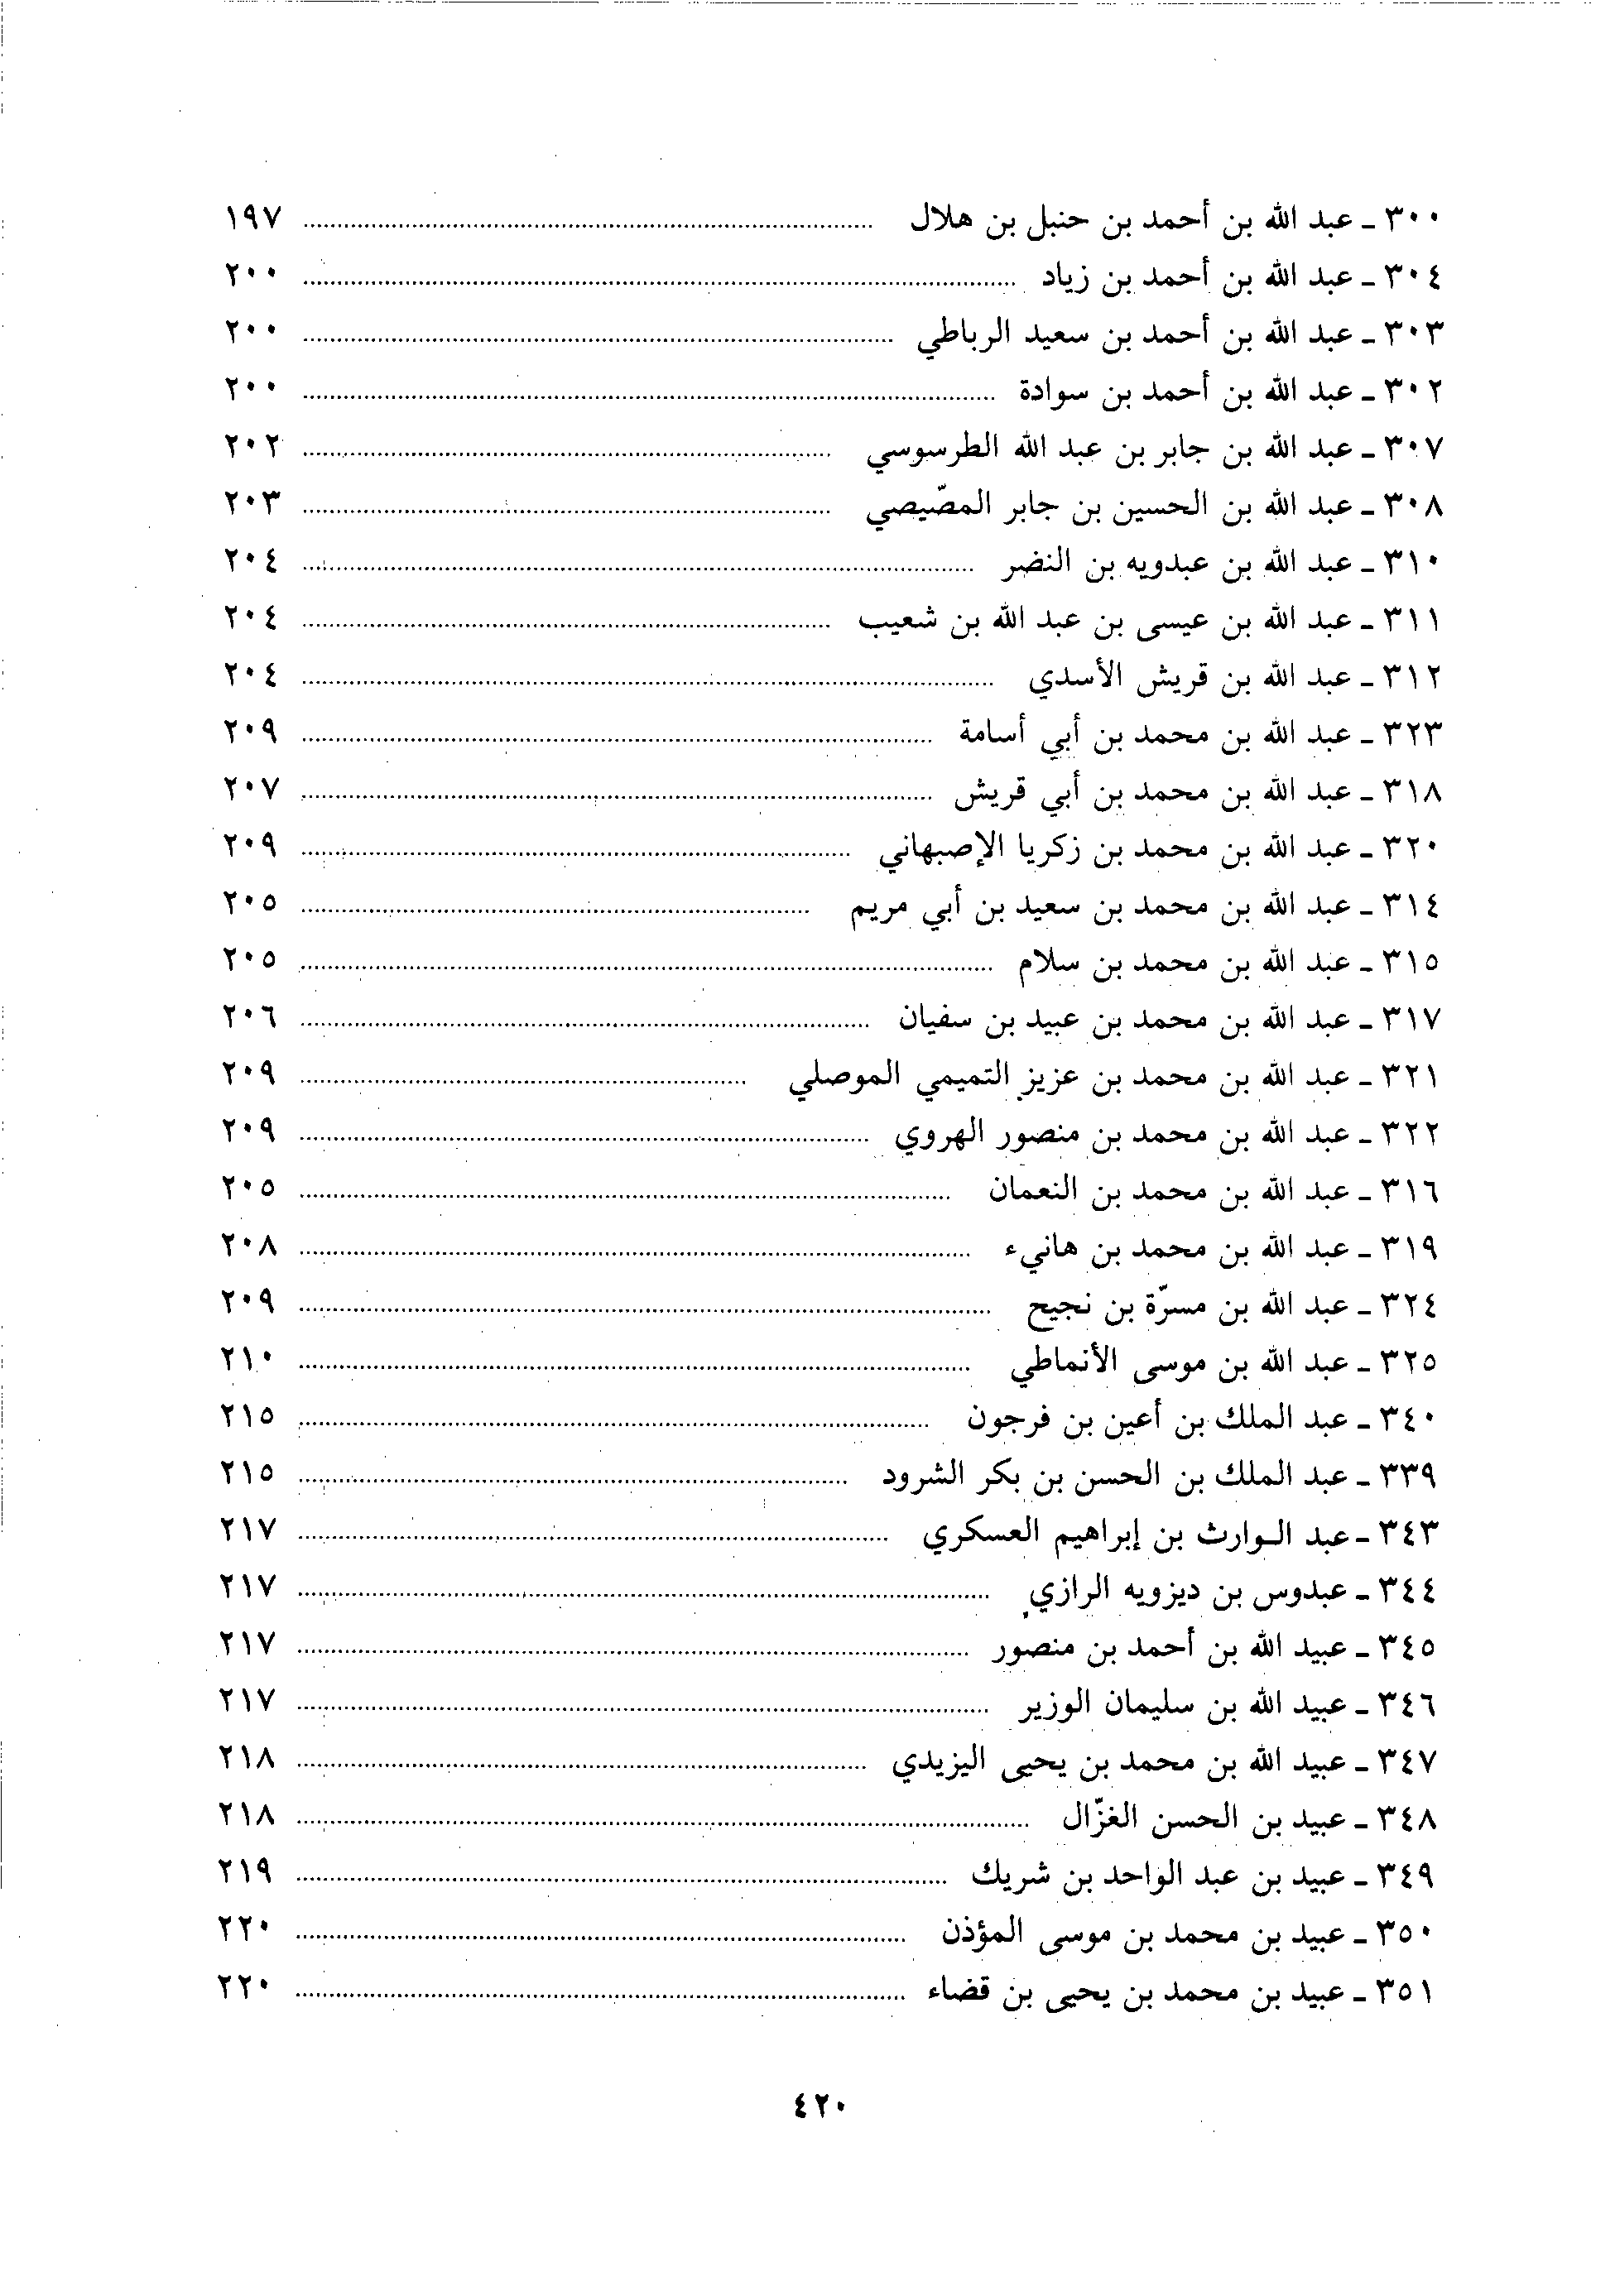 ٣٠٠ ـ عبد الله بن أحمد بن حنبل بن هلال ........ ١٩٧
٣٠٤ ـ عبد الله بن أحمد بن زياد ........ ٢٠٠
٣٠٣ ـ عبد الله بن أحمد بن سعيد الرباطي ........ ٢٠٠
٣٠٢ ـ عبد الله بن أحمد بن سوادة ........ ٢٠٠
٣٠٧ ـ عبد الله بن جابر بن عبد الله الطرسوسي ........ ٢٠٢
٣٠٨ ـ عبد الله بن الحسين بن جابر المصّيصي ........ ٢٠٣
٣١٠ ـ عبد الله بن عبدويه بن النضر ........ ٢٠٤
٣١١ ـ عبد الله بن عيسى بن عبد الله بن شعيب ........ ٢٠٤
٣١٢ ـ عبد الله بن قريش الأسدي ........ ٢٠٤
٣٢٣ ـ عبد الله بن محمد بن أبي أسامة ........ ٢٠٩
٣١٨ ـ عبد الله بن محمد بن أبي قريش ........ ٢٠٧
٣٢٠ ـ عبد الله بن محمد بن زكريا الإصبهاني ........ ٢٠٩
٣١٤ ـ عبد الله بن محمد بن سعيد بن أبي مريم ........ ٢٠٥
٣١٥ ـ عبد الله بن محمد بن سلام ........ ٢٠٥
٣١٧ ـ عبد الله بن محمد بن عبيد بن سفيان ........ ٢٠٦
٣٢١ ـ عبد الله بن محمد بن عزيز التميمي الموصلي ........ ٢٠٩
٣٢٢ ـ عبد الله بن محمد بن منصور الهروي ........ ٢٠٩
٣١٦ ـ عبد الله بن محمد بن النعمان ........ ٢٠٥
٣١٩ ـ عبد الله بن محمد بن هانيء ........ ٢٠٨
٣٢٤ ـ عبد الله بن مسرّة بن نجيح ........ ٢٠٩
٣٢٥ ـ عبد الله بن موسى الأنماطي ........ ٢١٠
٣٤٠ ـ عبد الملك بن أعين بن فرجون ........ ٢١٥
٣٣٩ ـ عبد الملك بن الحسن بن بكر الشرود ........ ٢١٥
٣٤٣ ـ عبد الوارث بن إبراهيم العسكري ........ ٢١٧
٣٤٤ ـ عبدوس بن ديزويه الرازي ........ ٢١٧
٣٤٥ ـ عبيد الله بن أحمد بن منصور ........ ٢١٧
٣٤٦ ـ عبيد الله بن سليمان الوزير ........ ٢١٧
٣٤٧ ـ عبيد الله بن محمد بن يحيى اليزيدي ........ ٢١٨
٣٤٨ ـ عبيد بن الحسن الغزّال ........ ٢١٨
٣٤٩ ـ عبيد بن عبد الواحد بن شريك ........ ٢١٩
٣٥٠ ـ عبيد بن محمد بن موسى المؤذن ........ ٢٢٠
٣٥١ ـ عبيد بن محمد بن يحيى بن قضاء ........ ٢٢٠
٤٢٠